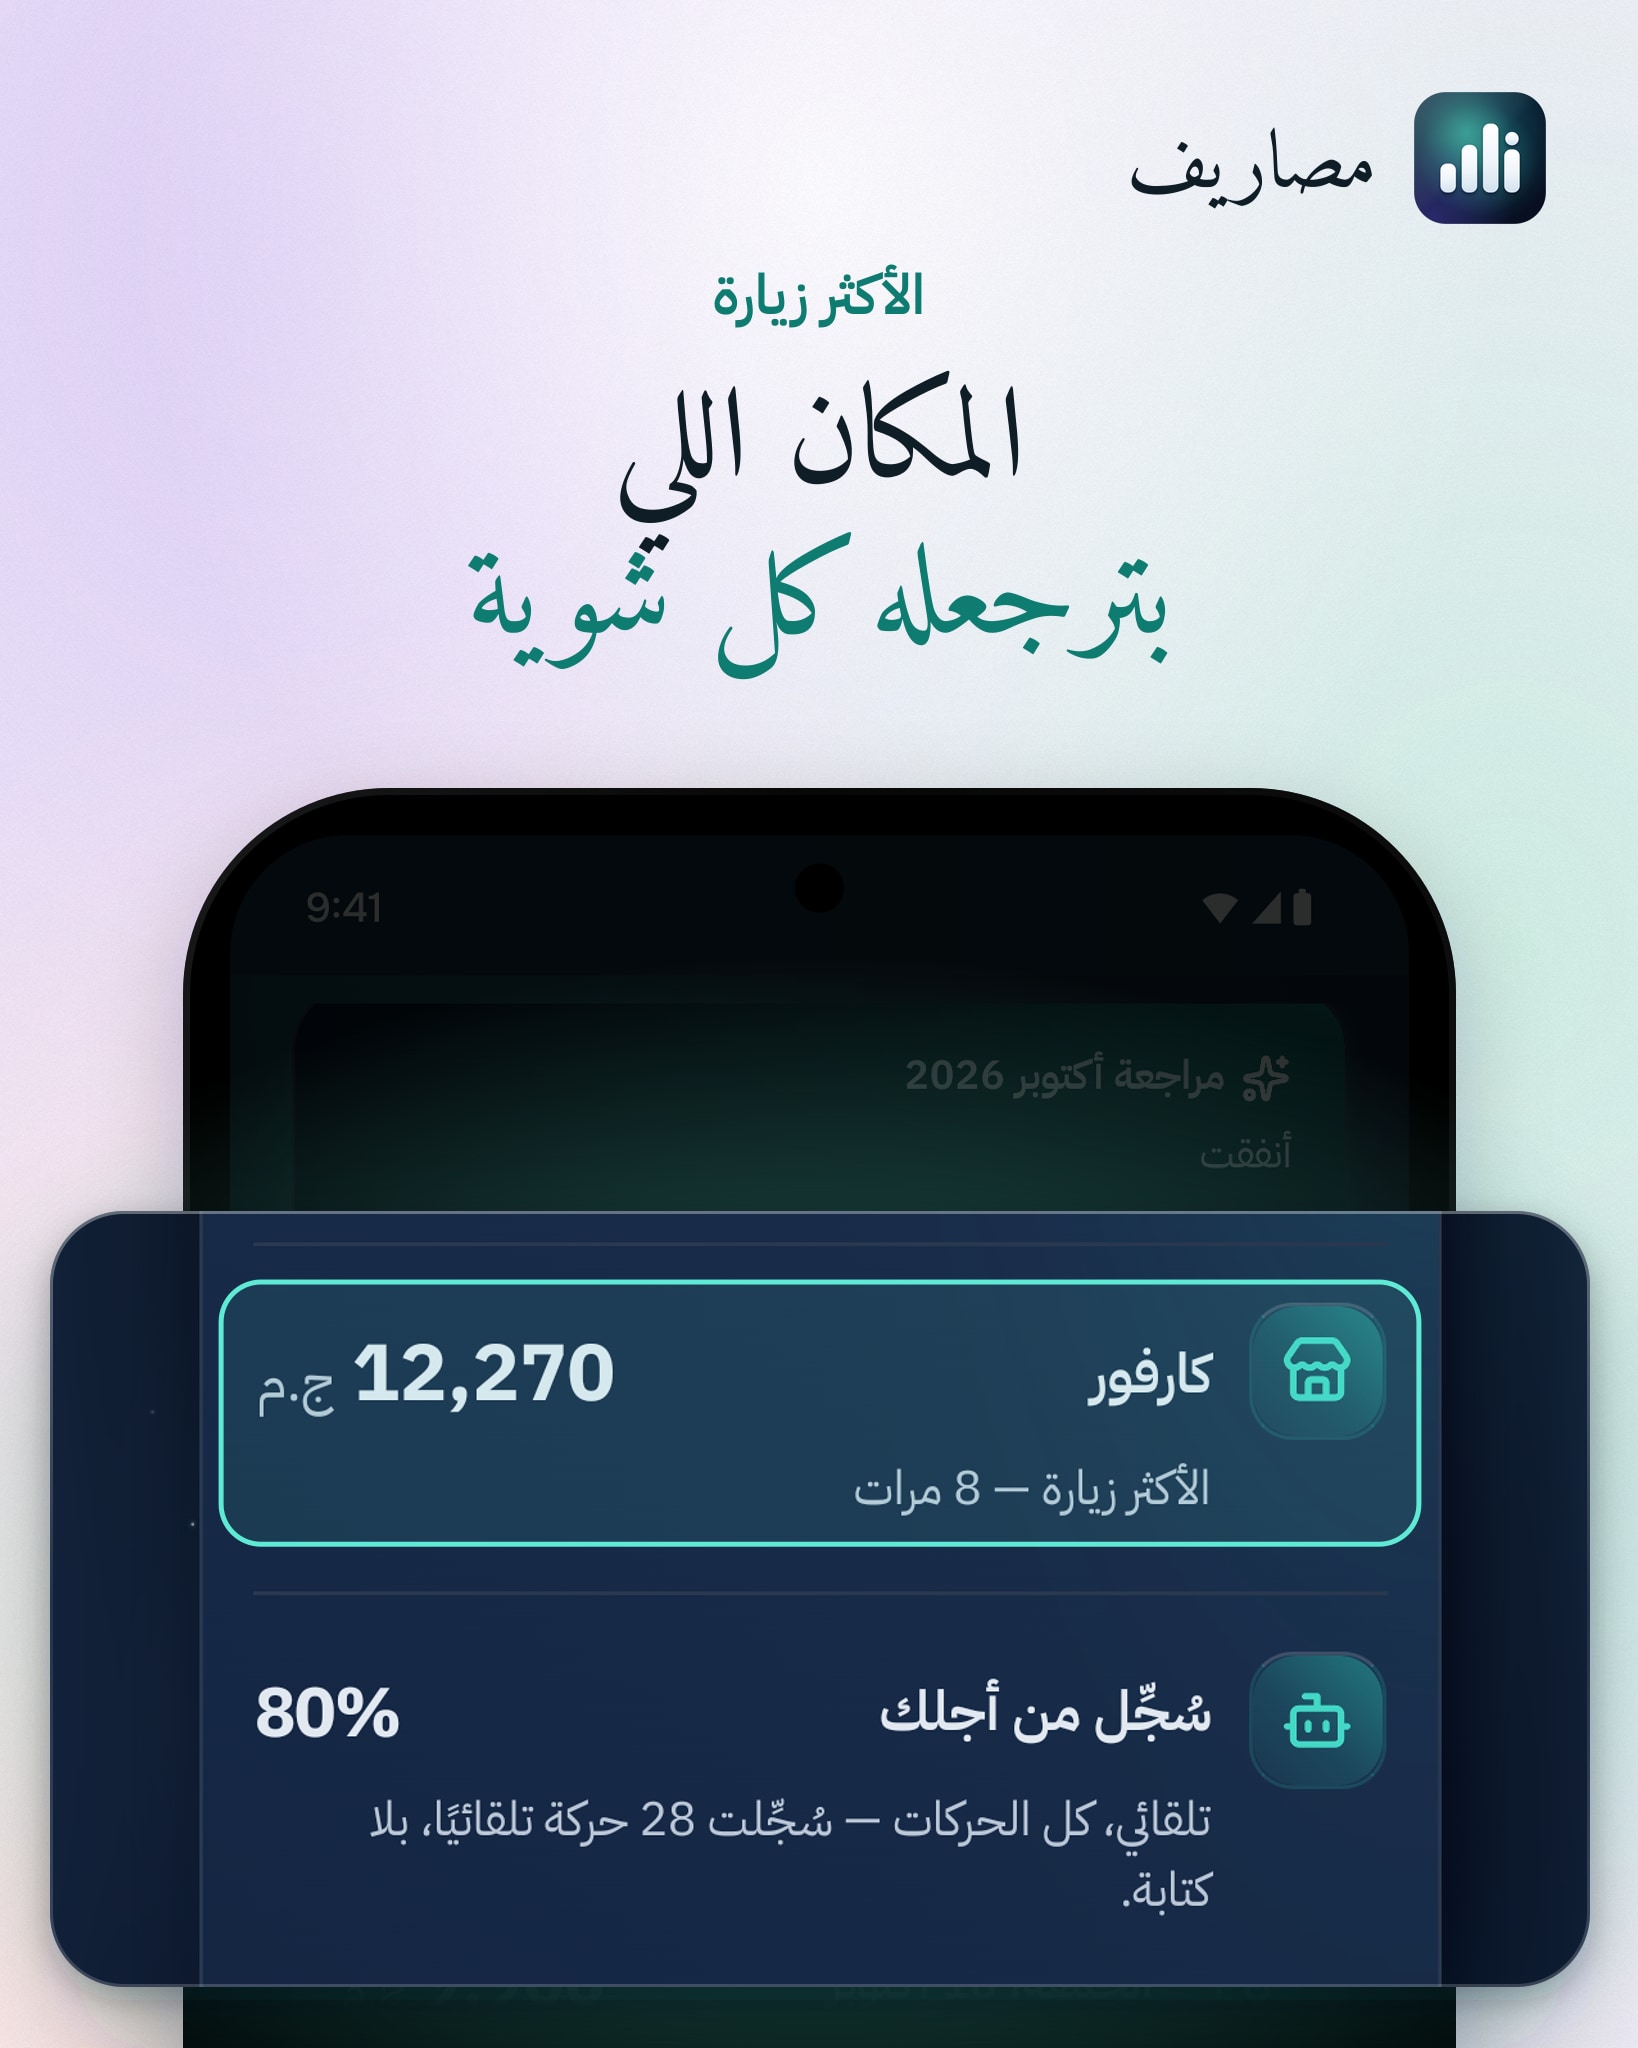 مصاريف
الأكثر زيارة
المكان اللي
بترجعله كل شوية
9:41
مراجعة أكتوبر 2026
أنفقت
كارفور
12,270 ج.م
الأكثر زيارة — 8 مرات
سُجِّل من أجلك
80%
تلقائي، كل الحركات — سُجِّلت 28 حركة تلقائيًا، بلا
كتابة.